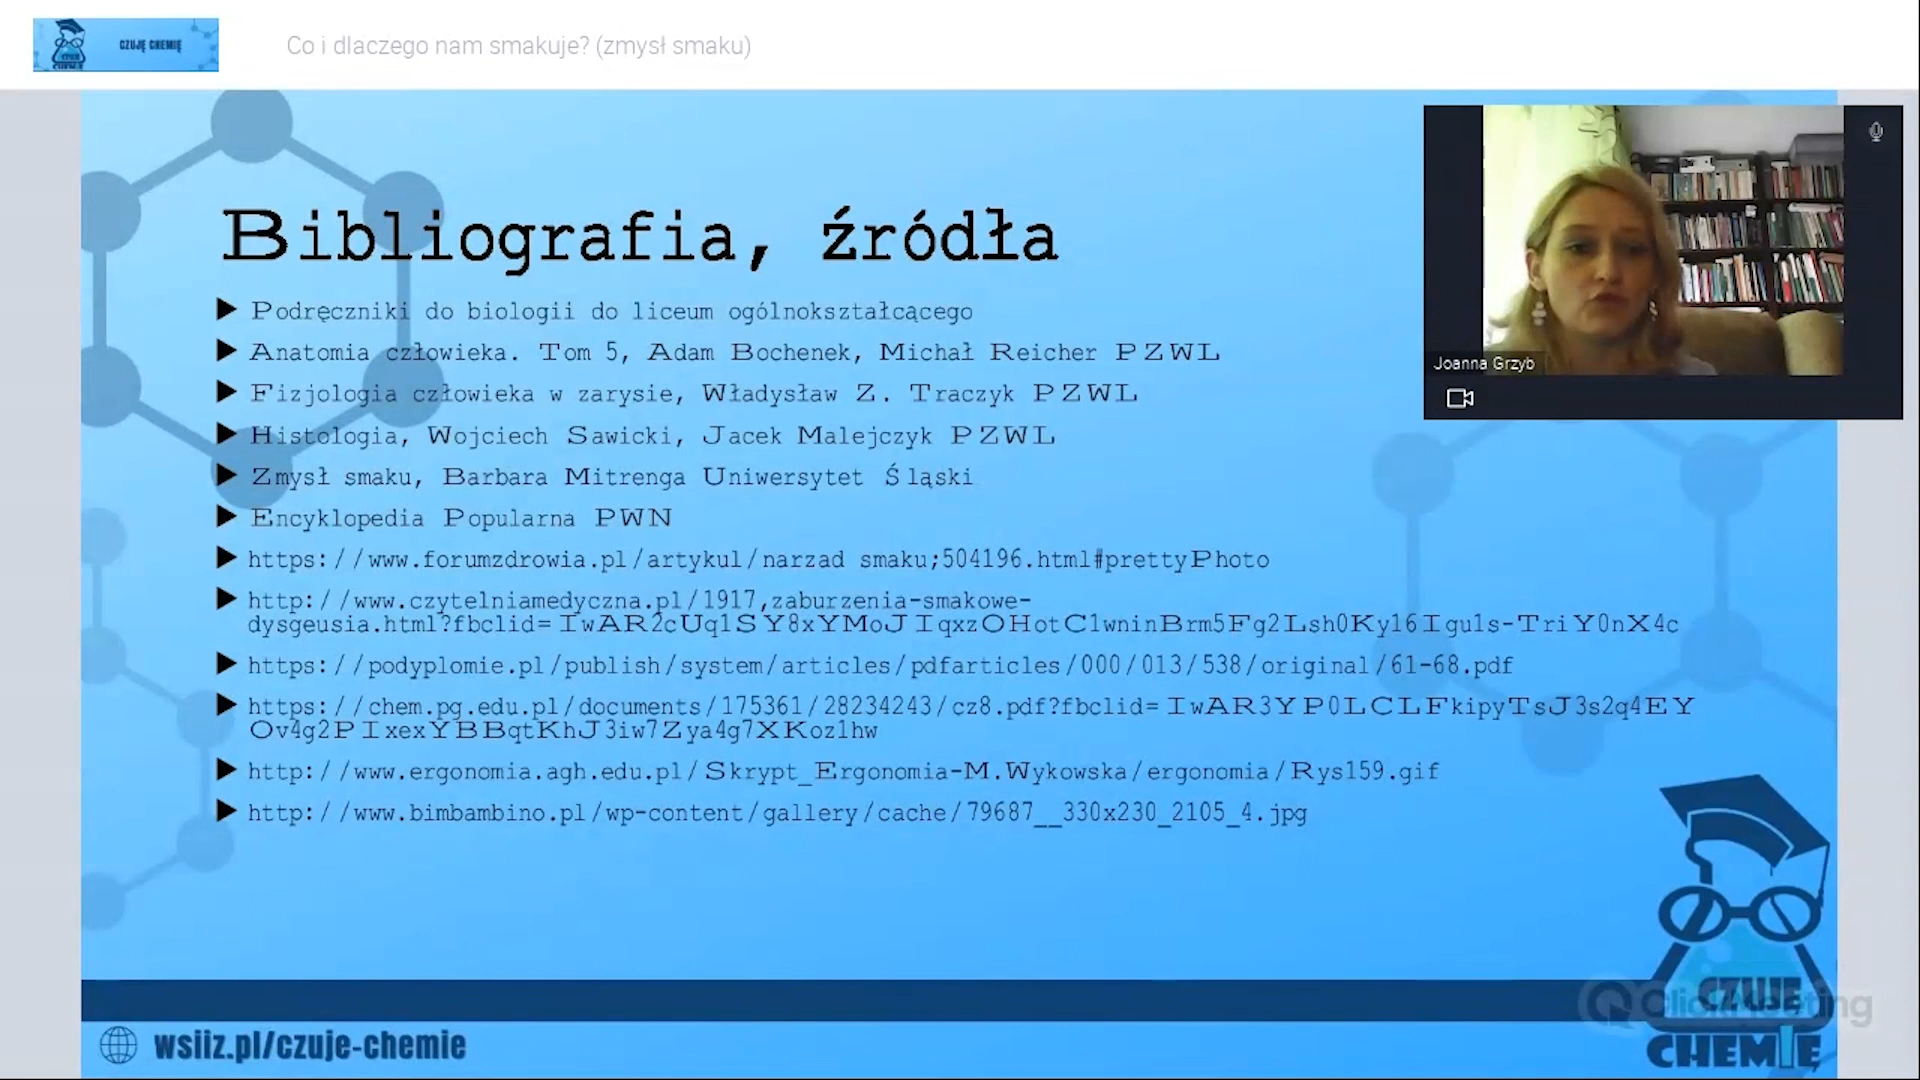 CZUJĘ CHEMIĘ
CZUJĘ
CHEMIĘ
Co i dlaczego nam smakuje? (zmysł smaku)
Bibliografia, źródła
Podręczniki do biologii do liceum ogólnokształcącego
Anatomia człowieka. Tom 5, Adam Bochenek, Michał Reicher PZWL
Fizjologia człowieka w zarysie, Władysław Z. Traczyk PZWL
Histologia, Wojciech Sawicki, Jacek Malejczyk PZWL
Zmysł smaku, Barbara Mitrenga Uniwersytet Śląski
Encyklopedia Popularna PWN
https://www.forumzdrowia.pl/artykul/narzad smaku;504196.html#prettyPhoto
http://www.czytelniamedyczna.pl/1917,zaburzenia-smakowe-
dysgeusia.html?fbclid=IwAR2cUq1SY8xYMoJIqxzOHotC1wninBrm5Fg2Lsh0Ky16Igu1s-TriY0nX4c
https://podyplomie.pl/publish/system/articles/pdfarticles/000/013/538/original/61-68.pdf
https://chem.pg.edu.pl/documents/175361/28234243/cz8.pdf?fbclid=IwAR3YP0LCLFkipyTsJ3s2q4EY
Ov4g2PIxexYBBqtKhJ3iw7Zya4g7XKoz1hw
http://www.ergonomia.agh.edu.pl/Skrypt_Ergonomia-M.Wykowska/ergonomia/Rys159.gif
http://www.bimbambino.pl/wp-content/gallery/cache/79687__330x230_2105_4.jpg
Joanna Grzyb
wsiiz.pl/czuje-chemie
ClickMeeting
CZUJĘ
CHEMIĘ